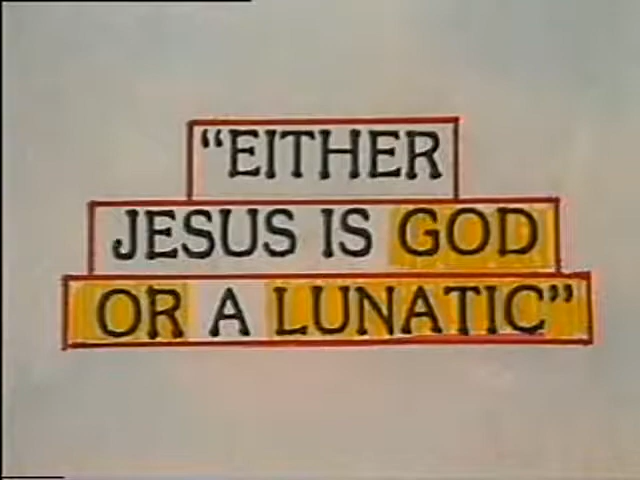 “EITHER
JESUS IS GOD
OR A LUNATIC”